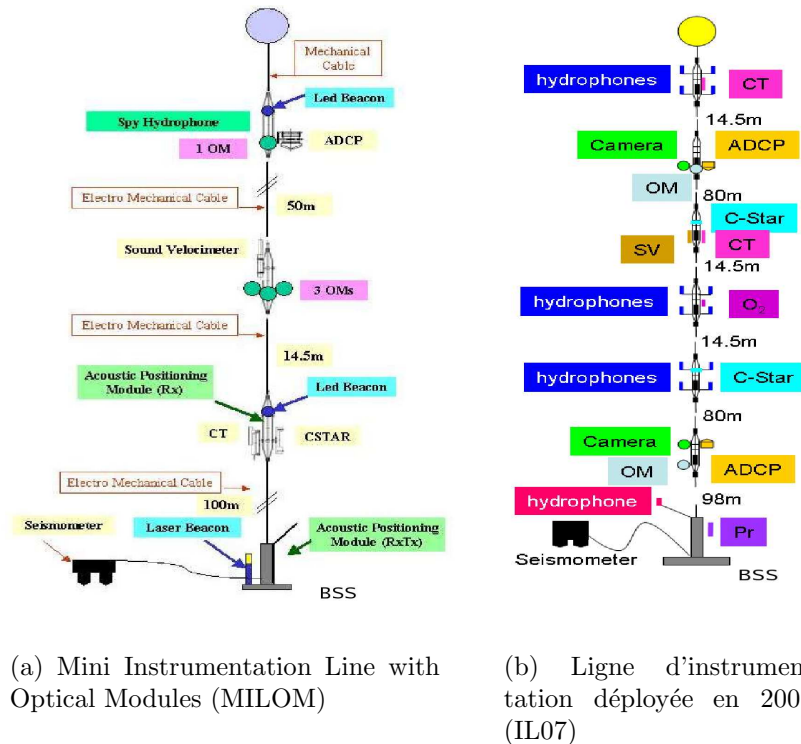 Mechanical
Cable
Led Beacon
Spy Hydrophone
1 OM
ADCP
Electro Mechanical Cable
50m
Sound Velocimeter
3 OMs
Electro Mechanical Cable
14.5m
Acoustic Positioning
Module (Rx)
Led Beacon
CT
CSTAR
Electro Mechanical Cable
100m
Seismometer
Laser Beacon
Acoustic Positioning
Module (RxTx)
BSS
hydrophones
CT
14.5m
Camera
ADCP
OM
80m
C-Star
SV
CT
14.5m
hydrophones
O2
14.5m
hydrophones
C-Star
80m
Camera
OM
ADCP
98m
hydrophone
Pr
Seismometer
BSS
(a) Mini Instrumentation Line with
Optical Modules (MILOM)
(b) Ligne d'instrumen
tation déployée en 200
(IL07)